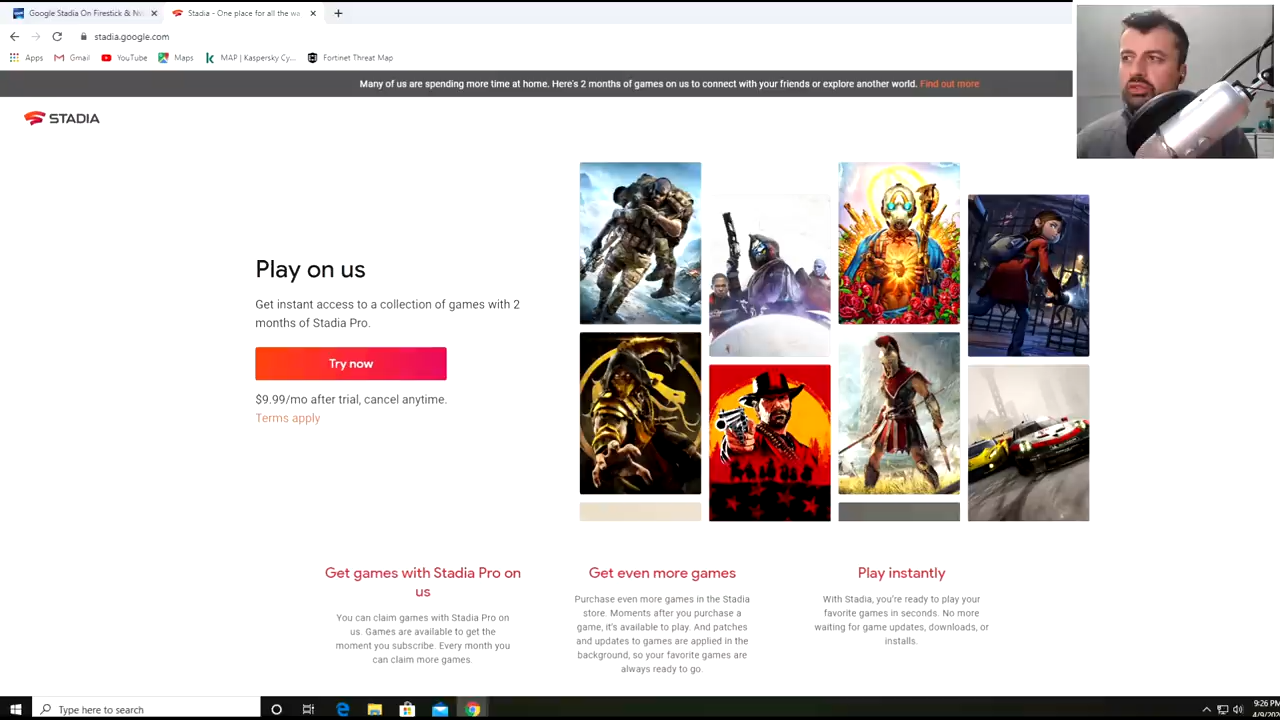 Google Stadia On Firestick & Nv
Stadia - One place for all the wa
stadia.google.com
Apps
Gmail
YouTube
Maps
MAP | Kaspersky Cy...
Fortinet Threat Map
Many of us are spending more time at home. Here's 2 months of games on us to connect with your friends or explore another world. Find out more
STADIA
Play on us
Get instant access to a collection of games with 2
months of Stadia Pro.
Try now
$9.99/mo after trial, cancel anytime.
Terms apply
Get games with Stadia Pro on
us
You can claim games with Stadia Pro on
us. Games are available to get the
moment you subscribe. Every month you
can claim more games.
Get even more games
Purchase even more games in the Stadia
store. Moments after you purchase a
game, it's available to play. And patches
and updates to games are applied in the
background, so your favorite games are
always ready to go.
Play instantly
With Stadia, you're ready to play your
favorite games in seconds. No more
waiting for game updates, downloads, or
installs.
Type here to search
9:26 PM
4/9/20